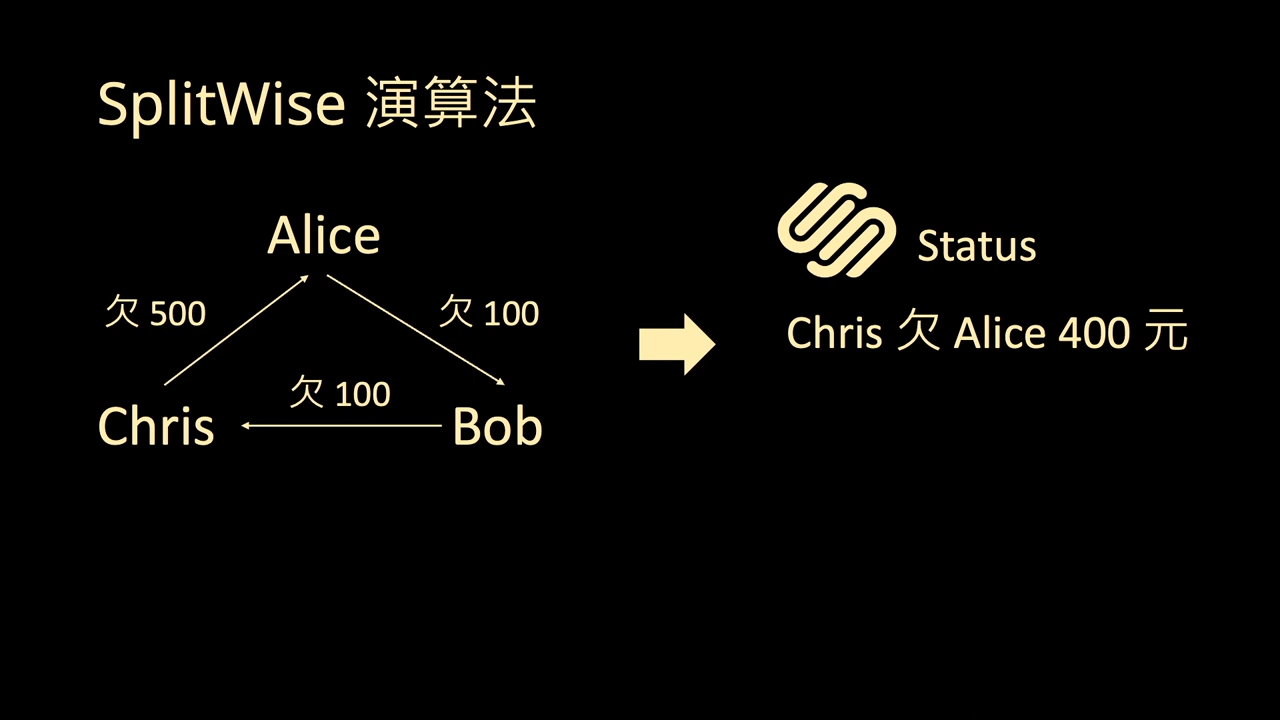 SplitWise 演算法
Alice
欠 500
欠 100
欠 100
Chris
Bob
Status
Chris 欠 Alice 400 元